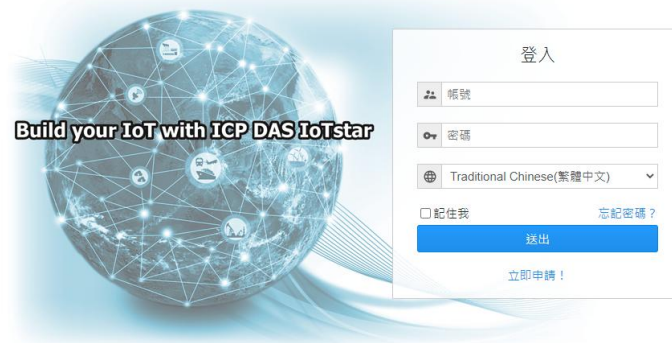 Build your IoT with ICP DAS IoTstar
登入
帳號
密碼
Traditional Chinese(繁體中文)
記住我
忘記密碼？
送出
立即申請！